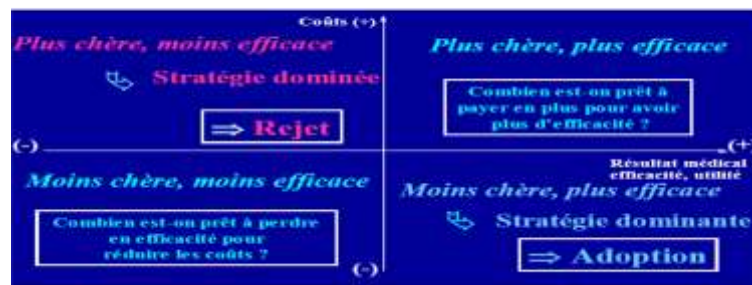 Coûts (+)
Plus chère, moins efficace
Stratégie dominée
⇒ Rejet
Plus chère, plus efficace
Combien est-on prêt à
payer en plus pour avoir
plus d'efficacité ?
(-)
(+)
Résultat médical
efficacité, utilité
Moins chère, moins efficace
Combien est-on prêt à perdre
en efficacité pour
réduire les coûts ?
(-)
Moins chère, plus efficace
Stratégie dominante
⇒ Adoption